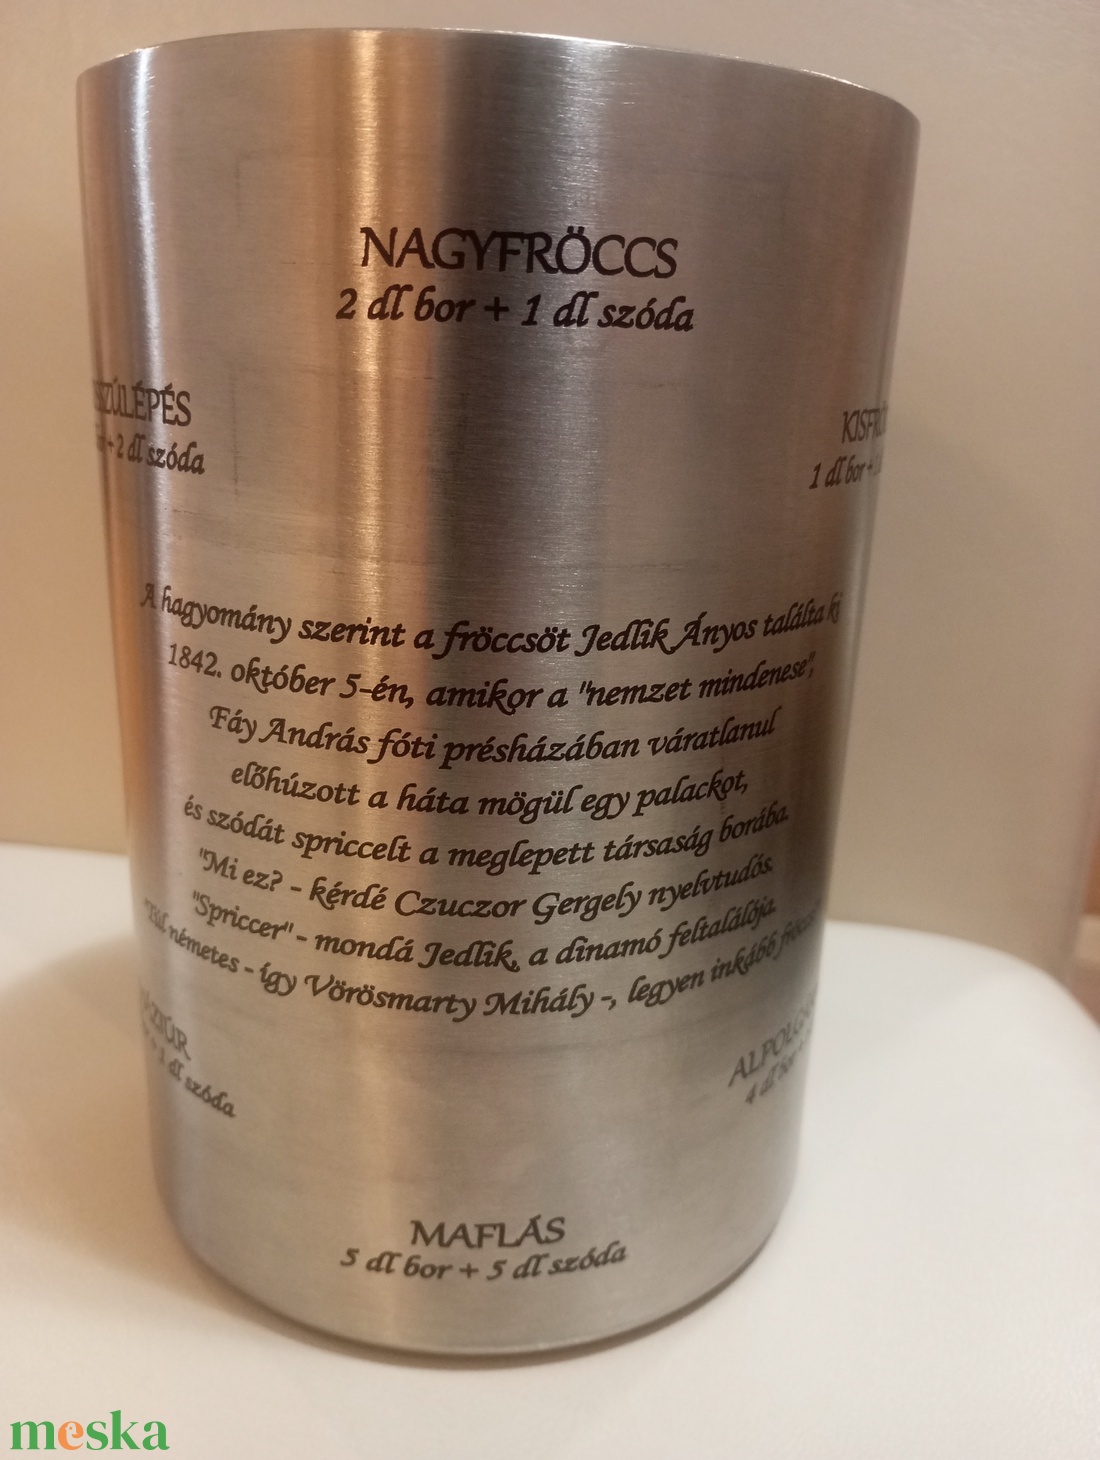 NAGYFRÖCCS
2 dl bor + 1 dl szóda
2 dl szóda
1 dl bor +
A hagyomány szerint a fröccsöt Jedlik Ányos találta ki
1842. október 5-én, amikor a "nemzet mindenese",
Fáy András fóti présházában váratlanul
előhúzott a háta mögül egy palackot,
és szódát spriccelt a meglepett társaság borába.
"Mi ez? - kérdé Czuczor Gergely nyelvtudós.
"Spriccer" - mondá Jedlik, a dinamó feltalálója.
"Túl németes - így Vörösmarty Mihály -, legyen inkább fröccs!"
1 dl szóda
4 dl bor
MAFLÁS
5 dl bor + 5 dl szóda
meska